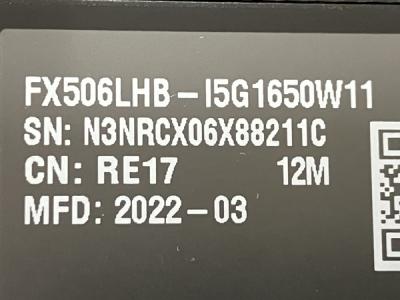 FX506LHB-I5G1650W11
SN: N3NRCX06X88211C
CN: RE17 12M
MFD: 2022-03